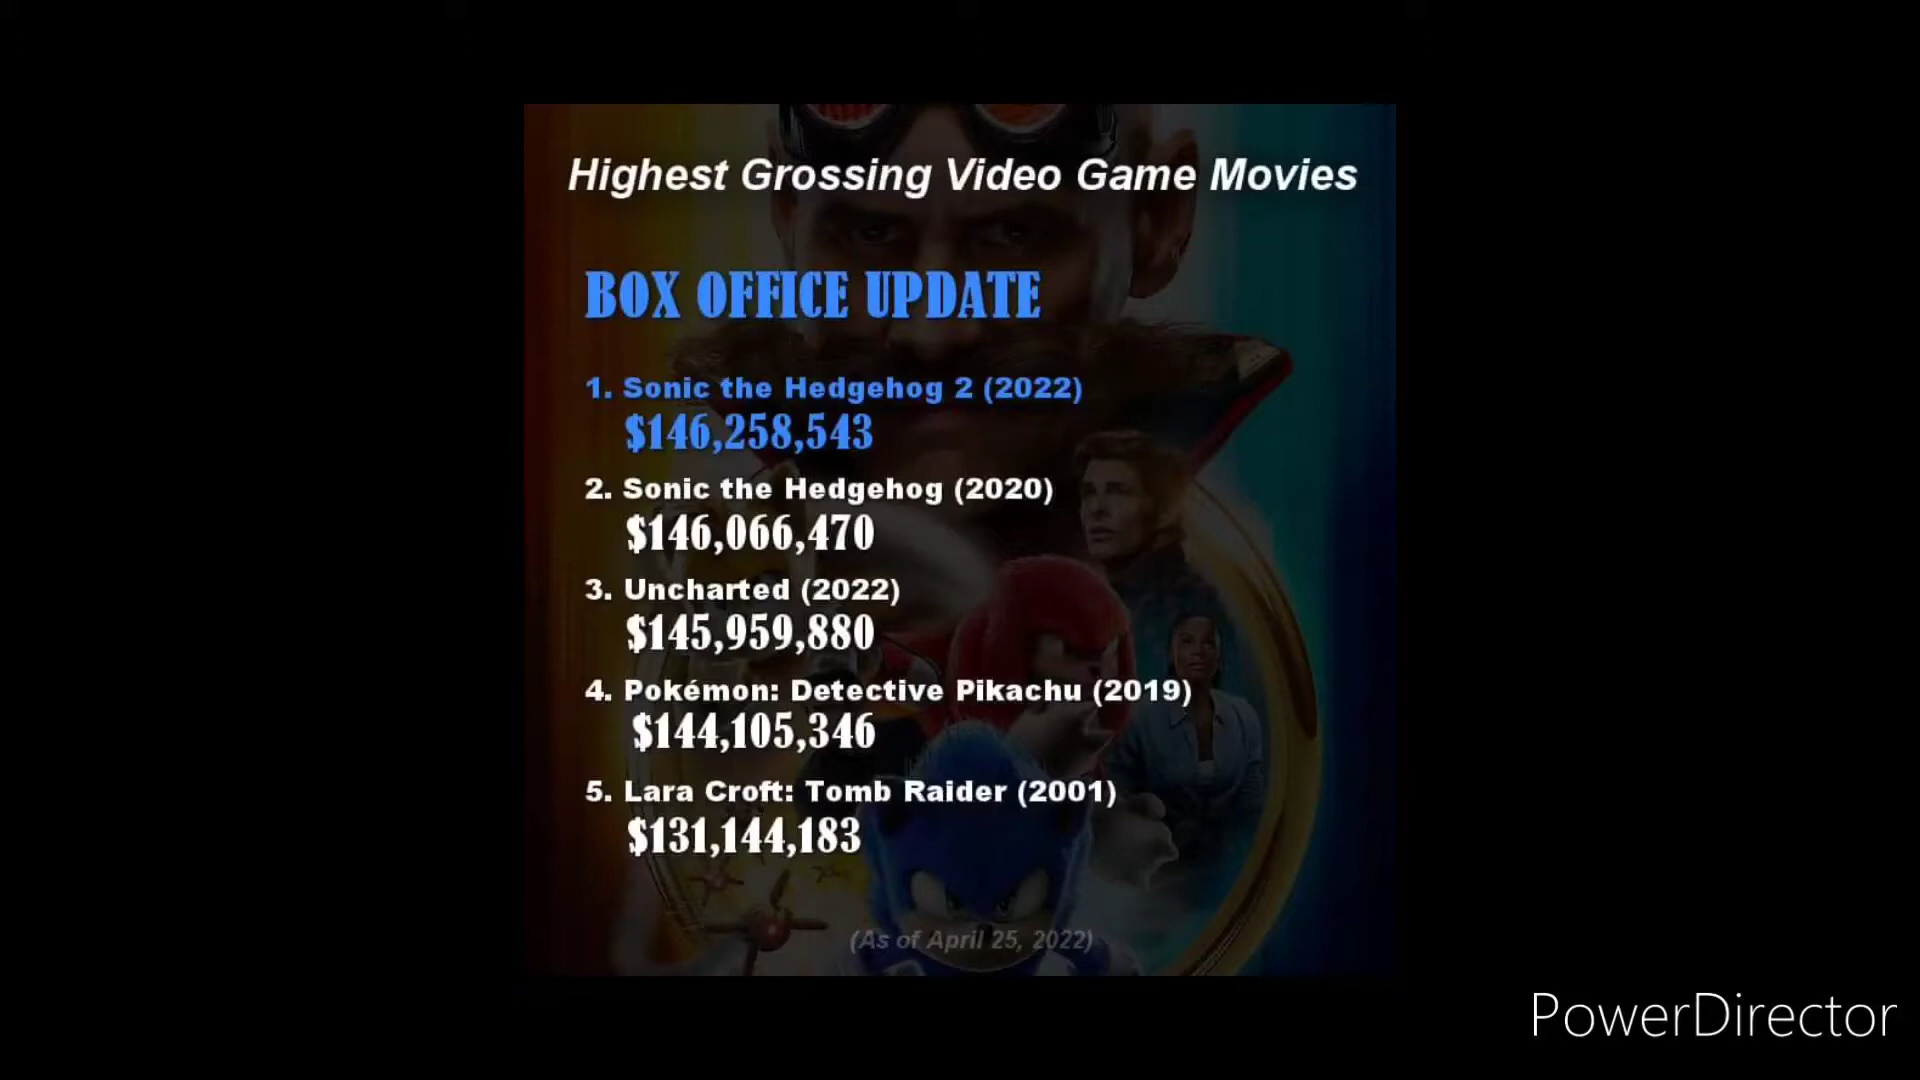 Highest Grossing Video Game Movies
BOX OFFICE UPDATE
1. Sonic the Hedgehog 2 (2022)
$146,258,543
2. Sonic the Hedgehog (2020)
$146,066,470
3. Uncharted (2022)
$145,959,880
4. Pokémon: Detective Pikachu (2019)
$144,105,346
5. Lara Croft: Tomb Raider (2001)
$131,144,183
(As of April 25, 2022)
PowerDirector